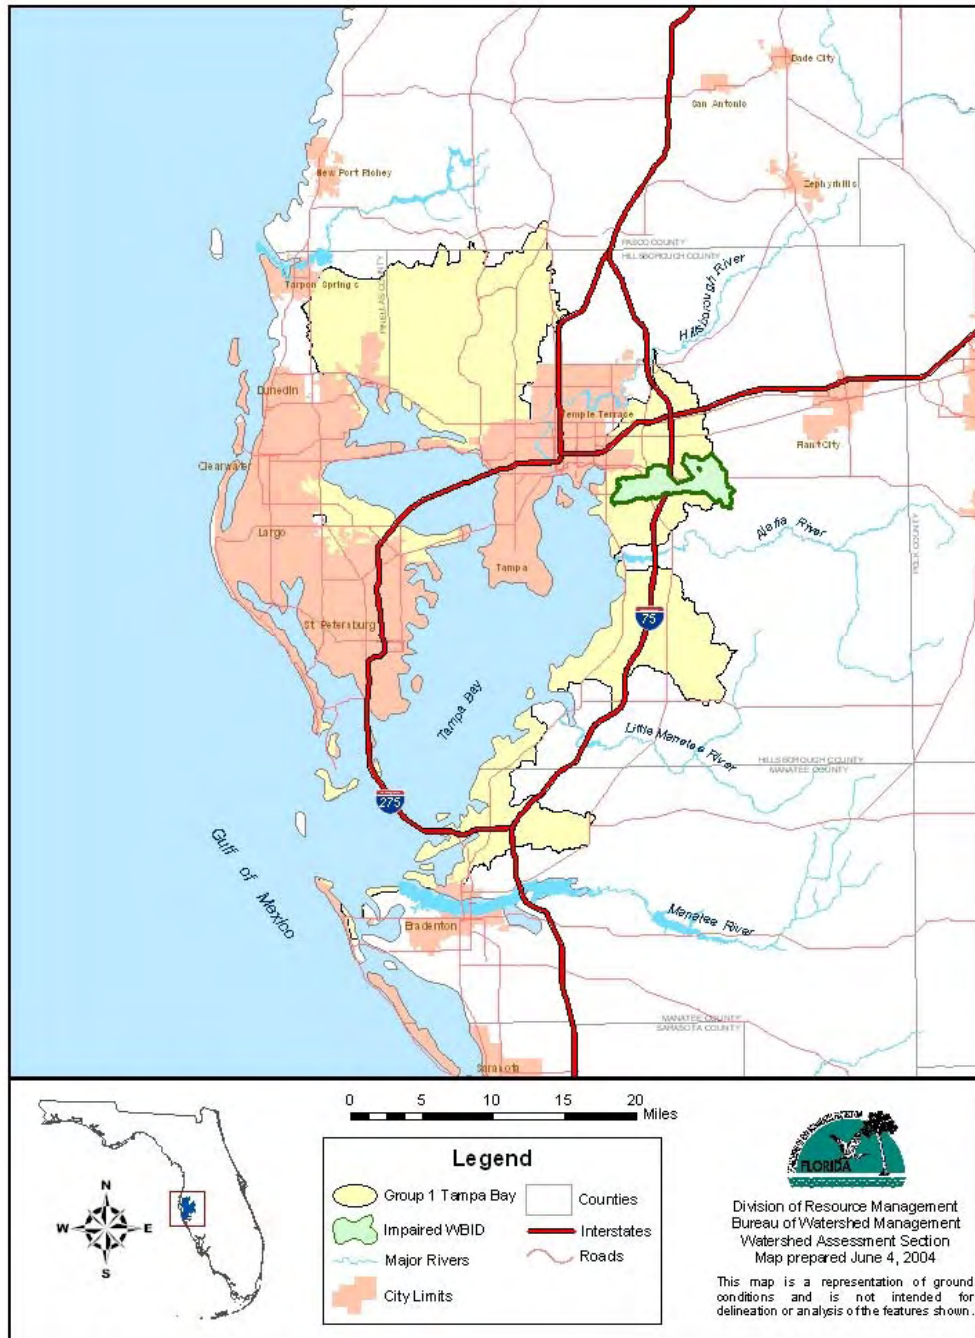 Dade City
San Antonio
New Port Richey
Zephyrhills
PASCO COUNTY
HILLSBOROUGH COUNTY
Hillsborough River
Tarpon Springs
PINELLAS COUNTY
Dunedin
Temple Terrace
Plant City
Clearwater
Largo
Alafia River
POLK COUNTY
Tampa
75
St Petersburg
Tampa Bay
Little Manatee River
HILLSBOROUGH COUNTY
MANATEE COUNTY
275
Gulf of Mexico
Manatee River
Bradenton
MANATEE COUNTY
SARASOTA COUNTY
Sarasota
0 5 10 15 20
Miles
N
W E
S
Legend
Group 1 Tampa Bay
Counties
Impaired WBID
Interstates
Major Rivers
Roads
City Limits
FLORIDA
Division of Resource Management
Bureau of Watershed Management
Watershed Assessment Section
Map prepared June 4, 2004
This map is a representation of ground
conditions and is not intended for
delineation or analysis of the features shown.